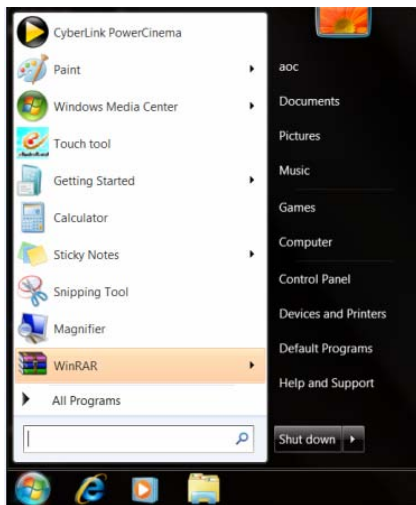 CyberLink PowerCinema
Paint
Windows Media Center
Touch tool
Getting Started
Calculator
Sticky Notes
Snipping Tool
Magnifier
WinRAR
All Programs
aoc
Documents
Pictures
Music
Games
Computer
Control Panel
Devices and Printers
Default Programs
Help and Support
Shut down